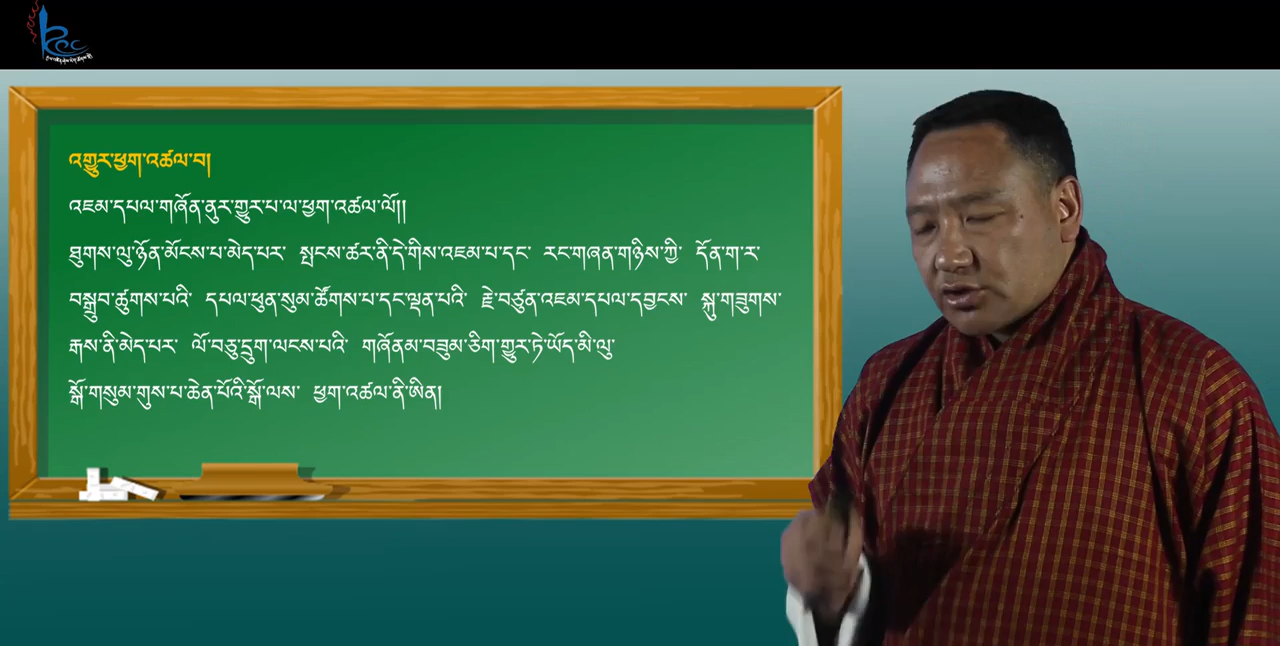 འགྱུར་ཕྱག་འཚལ་བ།
འཇམ་དཔལ་གཞོན་ནུར་གྱུར་པ་ལ་ཕྱག་འཚལ་ལོ།།
ཐུགས་ལུ་ཉོན་མོངས་པ་མེད་པར་ སྤངས་ཚར་ནི་དེ་གིས་འཇམ་པ་དང་ རང་གཞན་གཉིས་ཀྱི་ དོན་ག་ར་
བསྒྲུབ་ཚུགས་པའི་ དཔལ་ཕུན་སུམ་ཚོགས་པ་དང་ལྡན་པའི་ རྗེ་བཙུན་འཇམ་དཔལ་དབྱངས་ སྐུ་གཟུགས་
རྒས་ནི་མེད་པར་ ལོ་བཅུ་དྲུག་ལངས་པའི་ གཞོནམ་བཟུམ་ཅིག་གྱུར་ཏེ་ཡོད་མི་ལུ་
སྒོ་གསུམ་གུས་པ་ཆེན་པོའི་སྒོ་ལས་ ཕྱག་འཚལ་ནི་ཨིན།